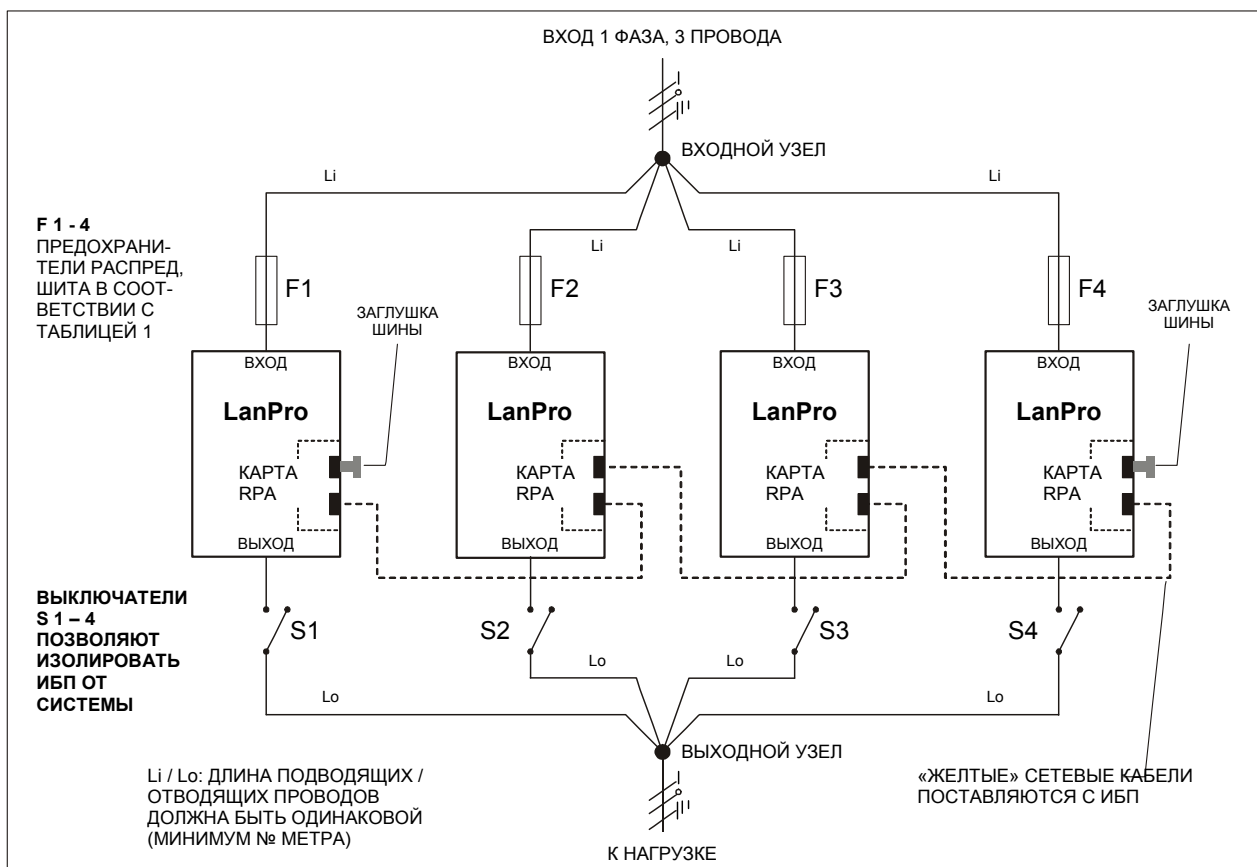 ВХОД 1 ФАЗА, 3 ПРОВОДА
ВХОДНОЙ УЗЕЛ
Li
Li
Li
Li
F 1 - 4
ПРЕДОХРАНИ-
ТЕЛИ РАСПРЕД,
ШИТА В СООТ-
ВЕТСТВИИ С
ТАБЛИЦЕЙ 1
F1
F2
F3
F4
ЗАГЛУШКА
ШИНЫ
ЗАГЛУШКА
ШИНЫ
ВХОД
LanPro
КАРТА
RPA
ВЫХОД
ВХОД
LanPro
КАРТА
RPA
ВЫХОД
ВХОД
LanPro
КАРТА
RPA
ВЫХОД
ВХОД
LanPro
КАРТА
RPA
ВЫХОД
ВЫКЛЮЧАТЕЛИ
S 1 – 4
ПОЗВОЛЯЮТ
ИЗОЛИРОВАТЬ
ИБП ОТ
СИСТЕМЫ
S1
S2
S3
S4
Lo
Lo
Lo
Lo
ВЫХОДНОЙ УЗЕЛ
Li / Lo: ДЛИНА ПОДВОДЯЩИХ /
ОТВОДЯЩИХ ПРОВОДОВ
ДОЛЖНА БЫТЬ ОДИНАКОВОЙ
(МИНИМУМ № МЕТРА)
«ЖЕЛТЫЕ» СЕТЕВЫЕ КАБЕЛИ
ПОСТАВЛЯЮТСЯ С ИБП
К НАГРУЗКЕ